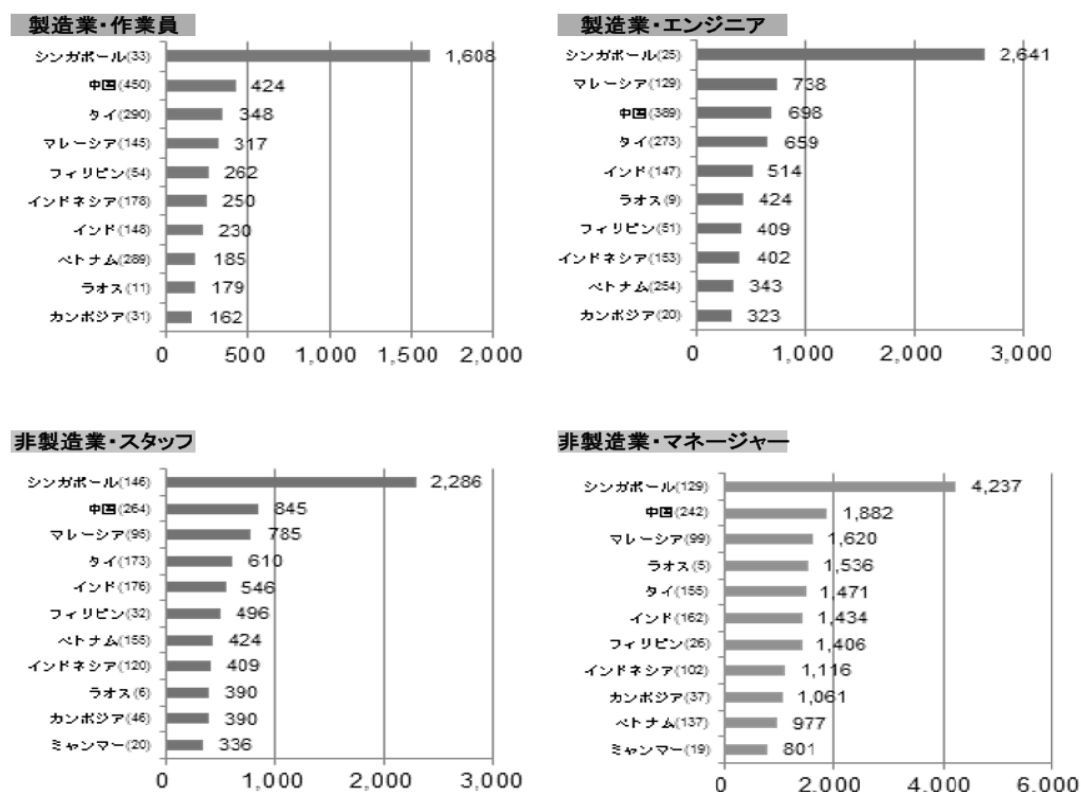 製造業・作業員
シンガポール(33) 1,608
中国(450) 424
タイ(290) 348
マレーシア(145) 317
フィリピン(54) 262
インドネシア(178) 250
インド(148) 230
ベトナム(289) 185
ラオス(11) 179
カンボジア(31) 162
0 500 1,000 1,500 2,000
製造業・エンジニア
シンガポール(25) 2,641
マレーシア(129) 738
中国(389) 698
タイ(273) 659
インド(147) 514
ラオス(9) 424
フィリピン(51) 409
インドネシア(153) 402
ベトナム(254) 343
カンボジア(20) 323
0 1,000 2,000 3,000
非製造業・スタッフ
シンガポール(146) 2,286
中国(264) 845
マレーシア(95) 785
タイ(173) 610
インド(176) 546
フィリピン(32) 496
ベトナム(155) 424
インドネシア(120) 409
ラオス(6) 390
カンボジア(46) 390
ミャンマー(20) 336
0 1,000 2,000 3,000
非製造業・マネージャー
シンガポール(129) 4,237
中国(242) 1,882
マレーシア(99) 1,620
ラオス(5) 1,536
タイ(155) 1,471
インド(162) 1,434
フィリピン(26) 1,406
インドネシア(102) 1,116
カンボジア(37) 1,061
ベトナム(137) 977
ミャンマー(19) 801
0 2,000 4,000 6,000